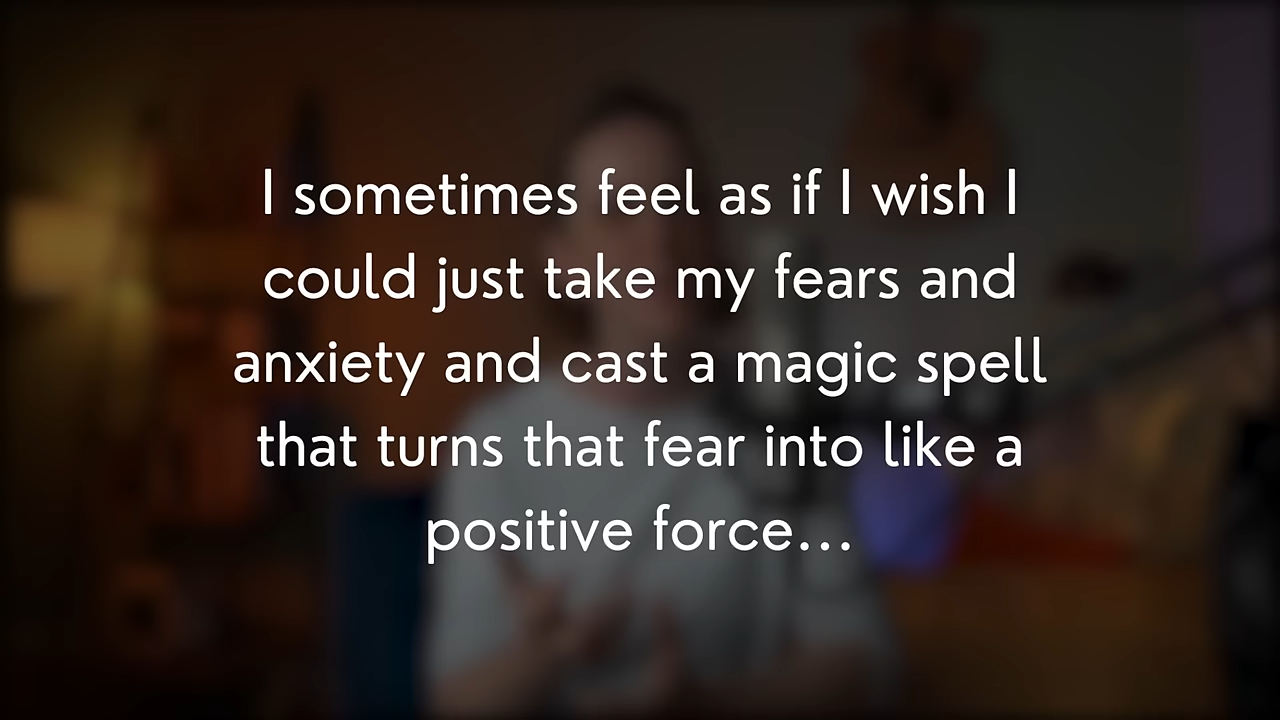 I sometimes feel as if I wish I
could just take my fears and
anxiety and cast a magic spell
that turns that fear into like a
positive force...